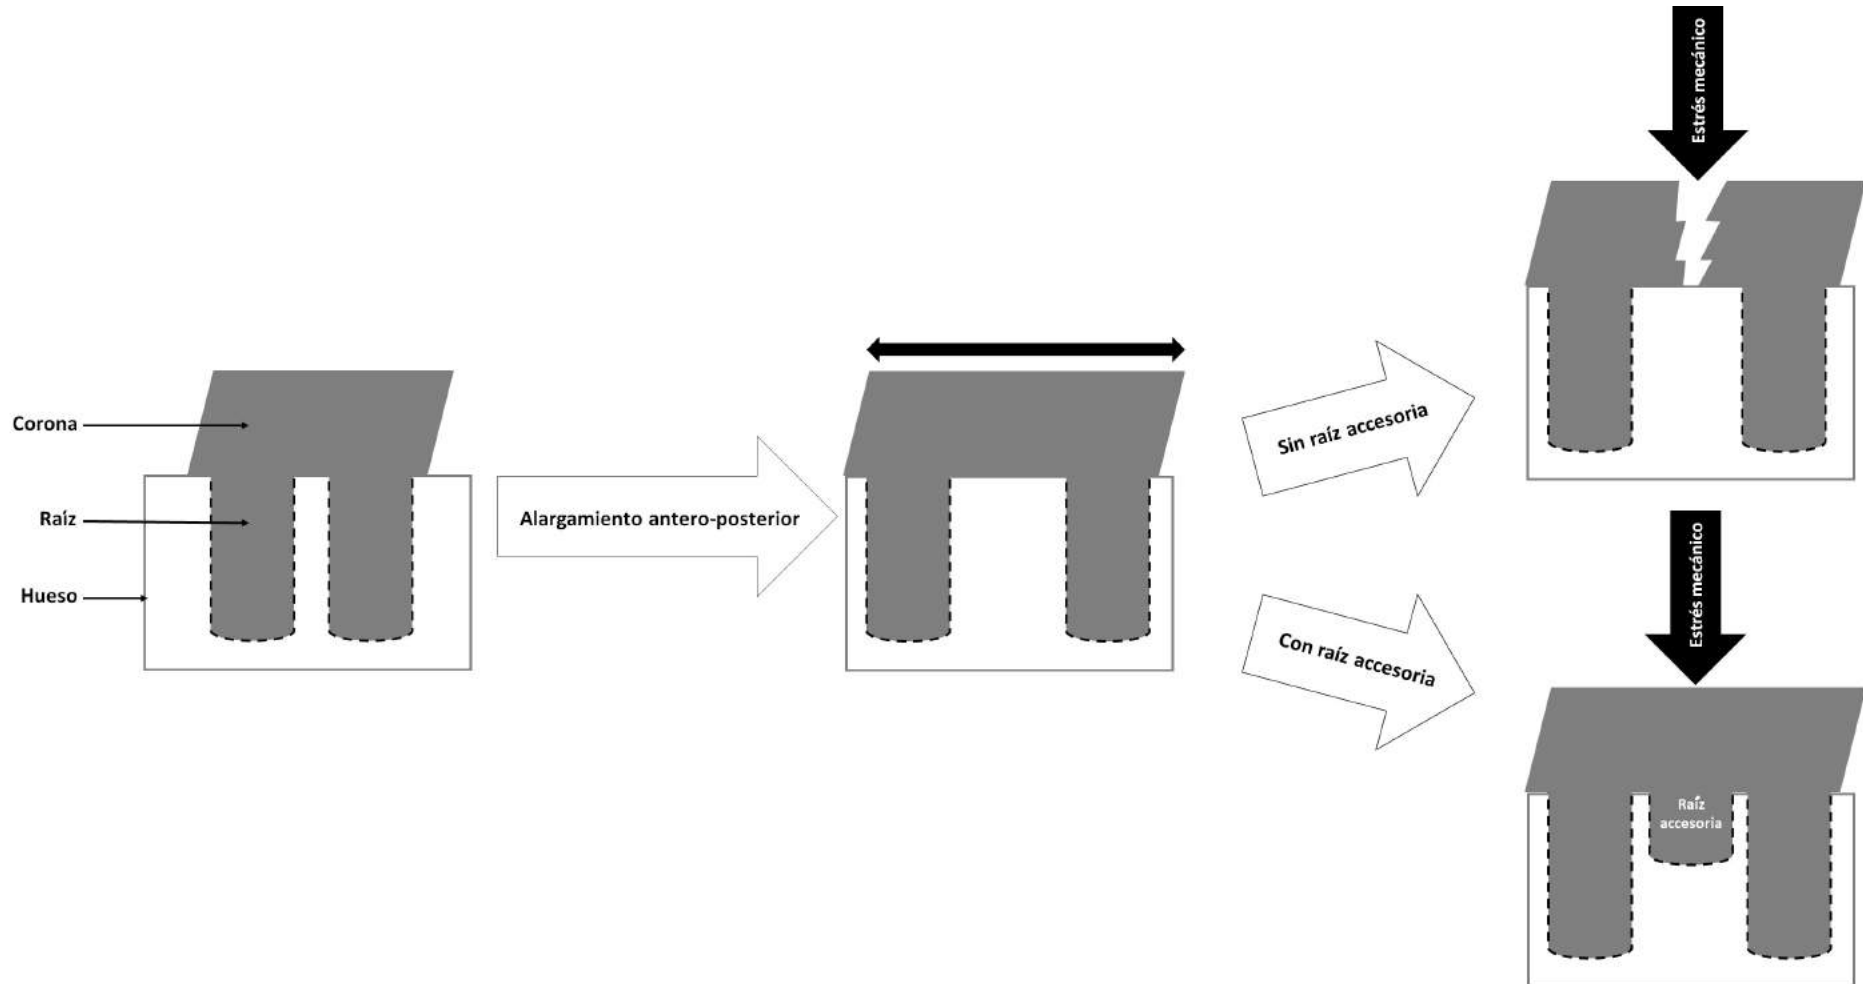 Corona
Raíz
Hueso
Alargamiento antero-posterior
Sin raíz accesoria
Con raíz accesoria
Estrés mecánico
Estrés mecánico
Raíz
accesoria